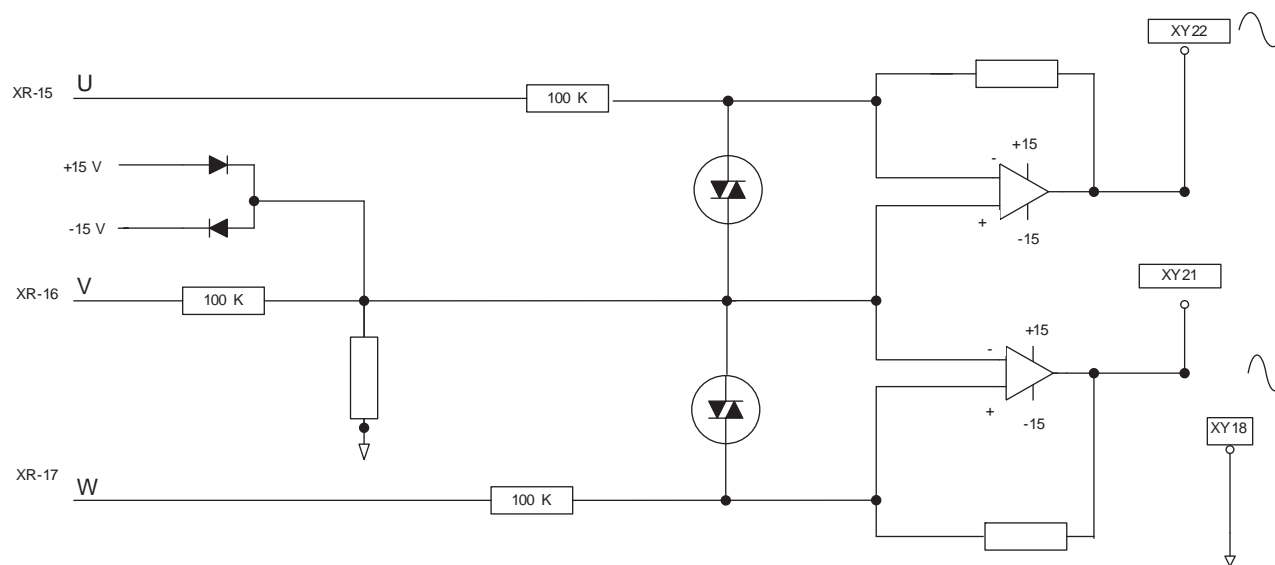 XY22
U
XR-15
100 K
+15 V
+15
-
-15 V
+
-15
XY21
V
XR-16
100 K
+15
-
+
-15
XY18
XR-17
W
100 K